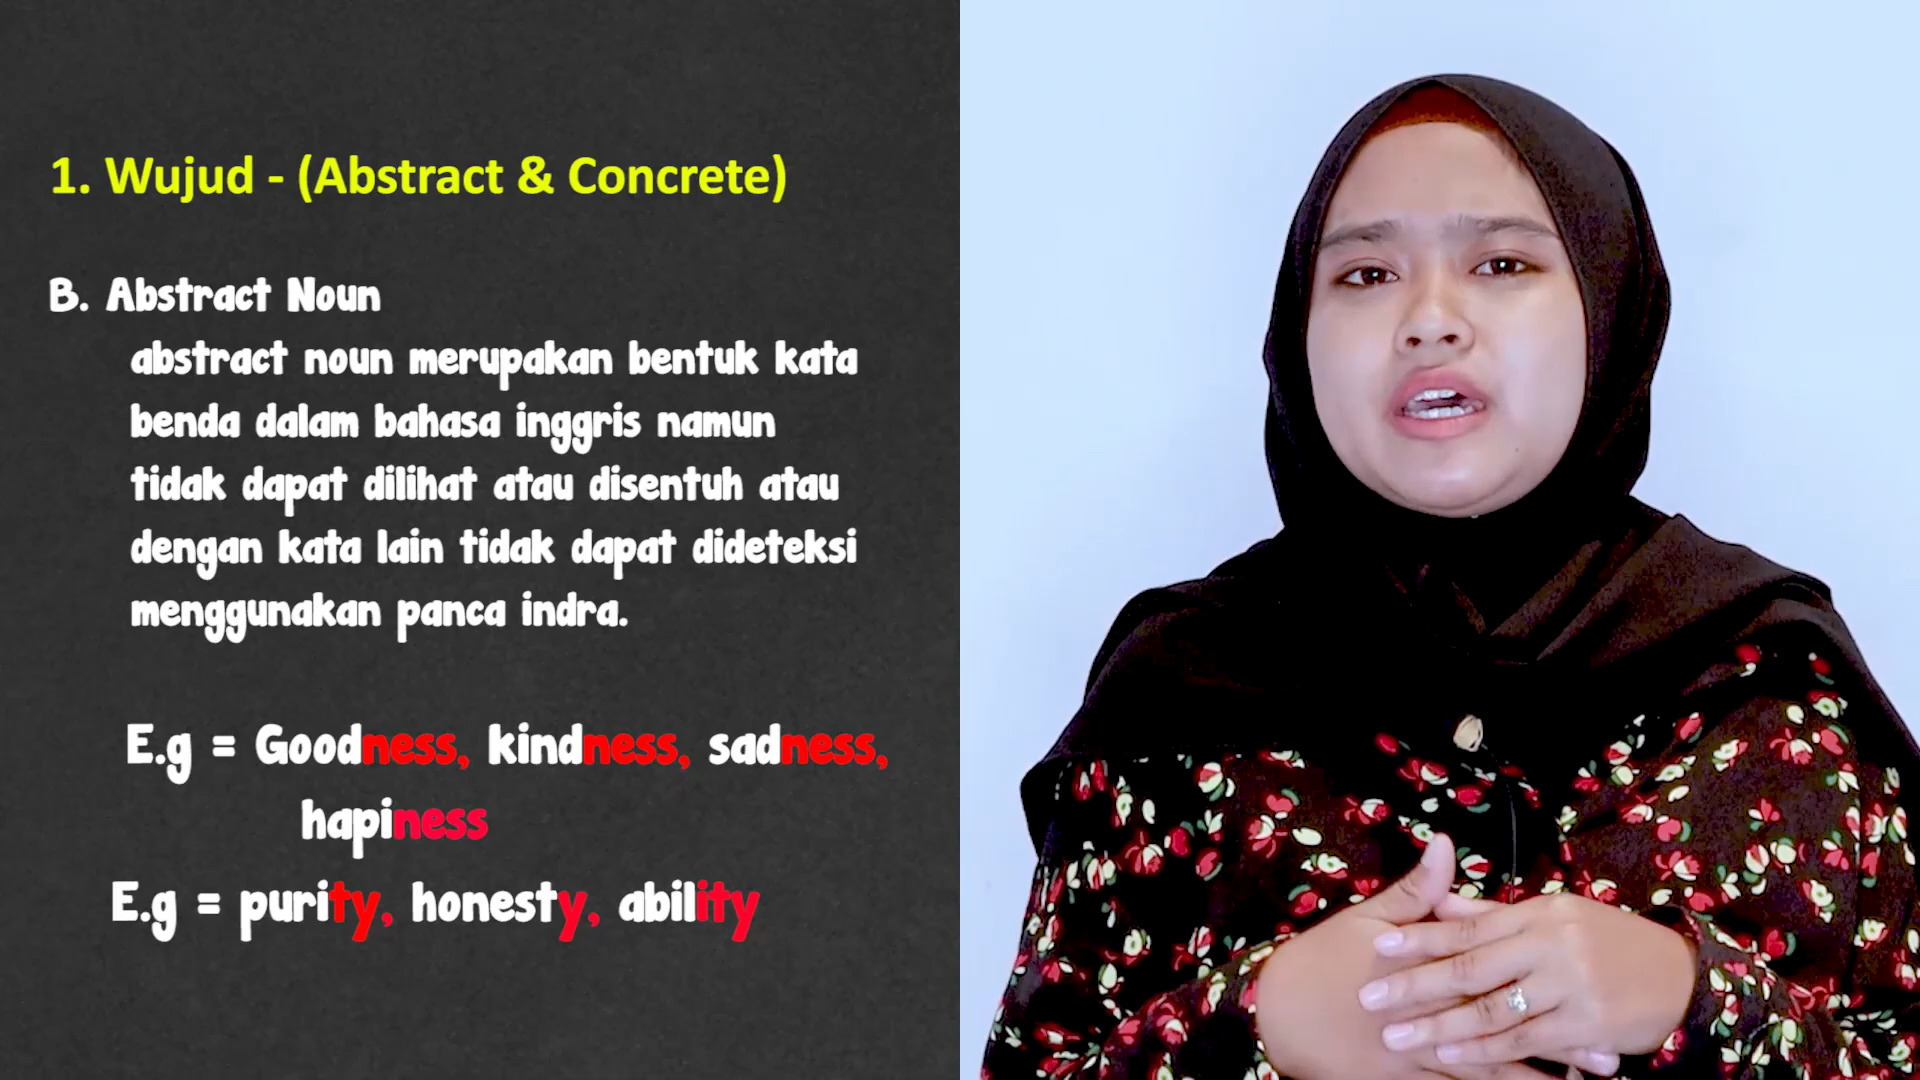 1. Wujud - (Abstract & Concrete)
B. Abstract Noun
abstract noun merupakan bentuk kata
benda dalam bahasa inggris namun
tidak dapat dilihat atau disentuh atau
dengan kata lain tidak dapat dideteksi
menggunakan panca indra.
E.g = Goodness, kindness, sadness,
hapiness
E.g = purity, honesty, ability